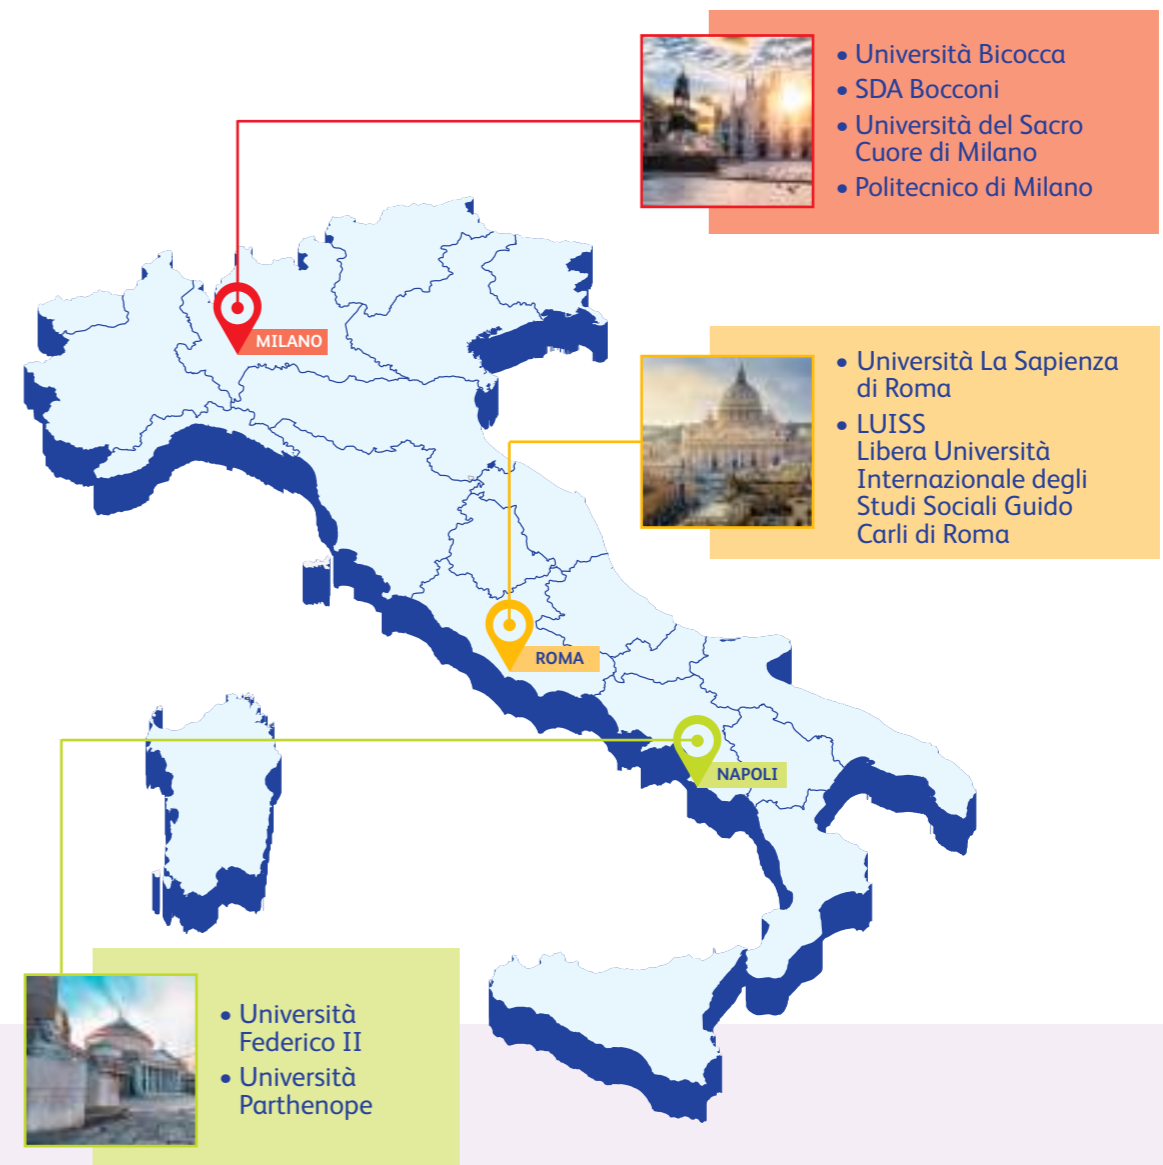 • Università Bicocca
• SDA Bocconi
• Università del Sacro
Cuore di Milano
• Politecnico di Milano
MILANO
• Università La Sapienza
di Roma
• LUISS
Libera Università
Internazionale degli
Studi Sociali Guido
Carli di Roma
ROMA
NAPOLI
• Università
Federico II
• Università
Parthenope